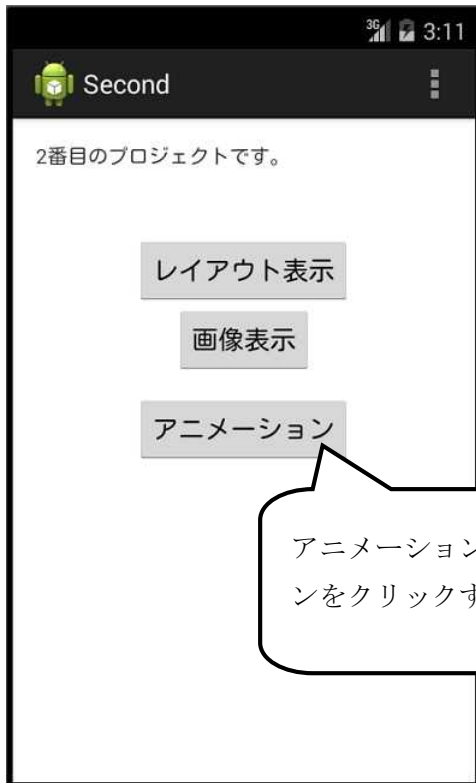 3G 3:11
Second
2番目のプロジェクトです。
レイアウト表示
画像表示
アニメーション
アニメーション
ンをクリックす